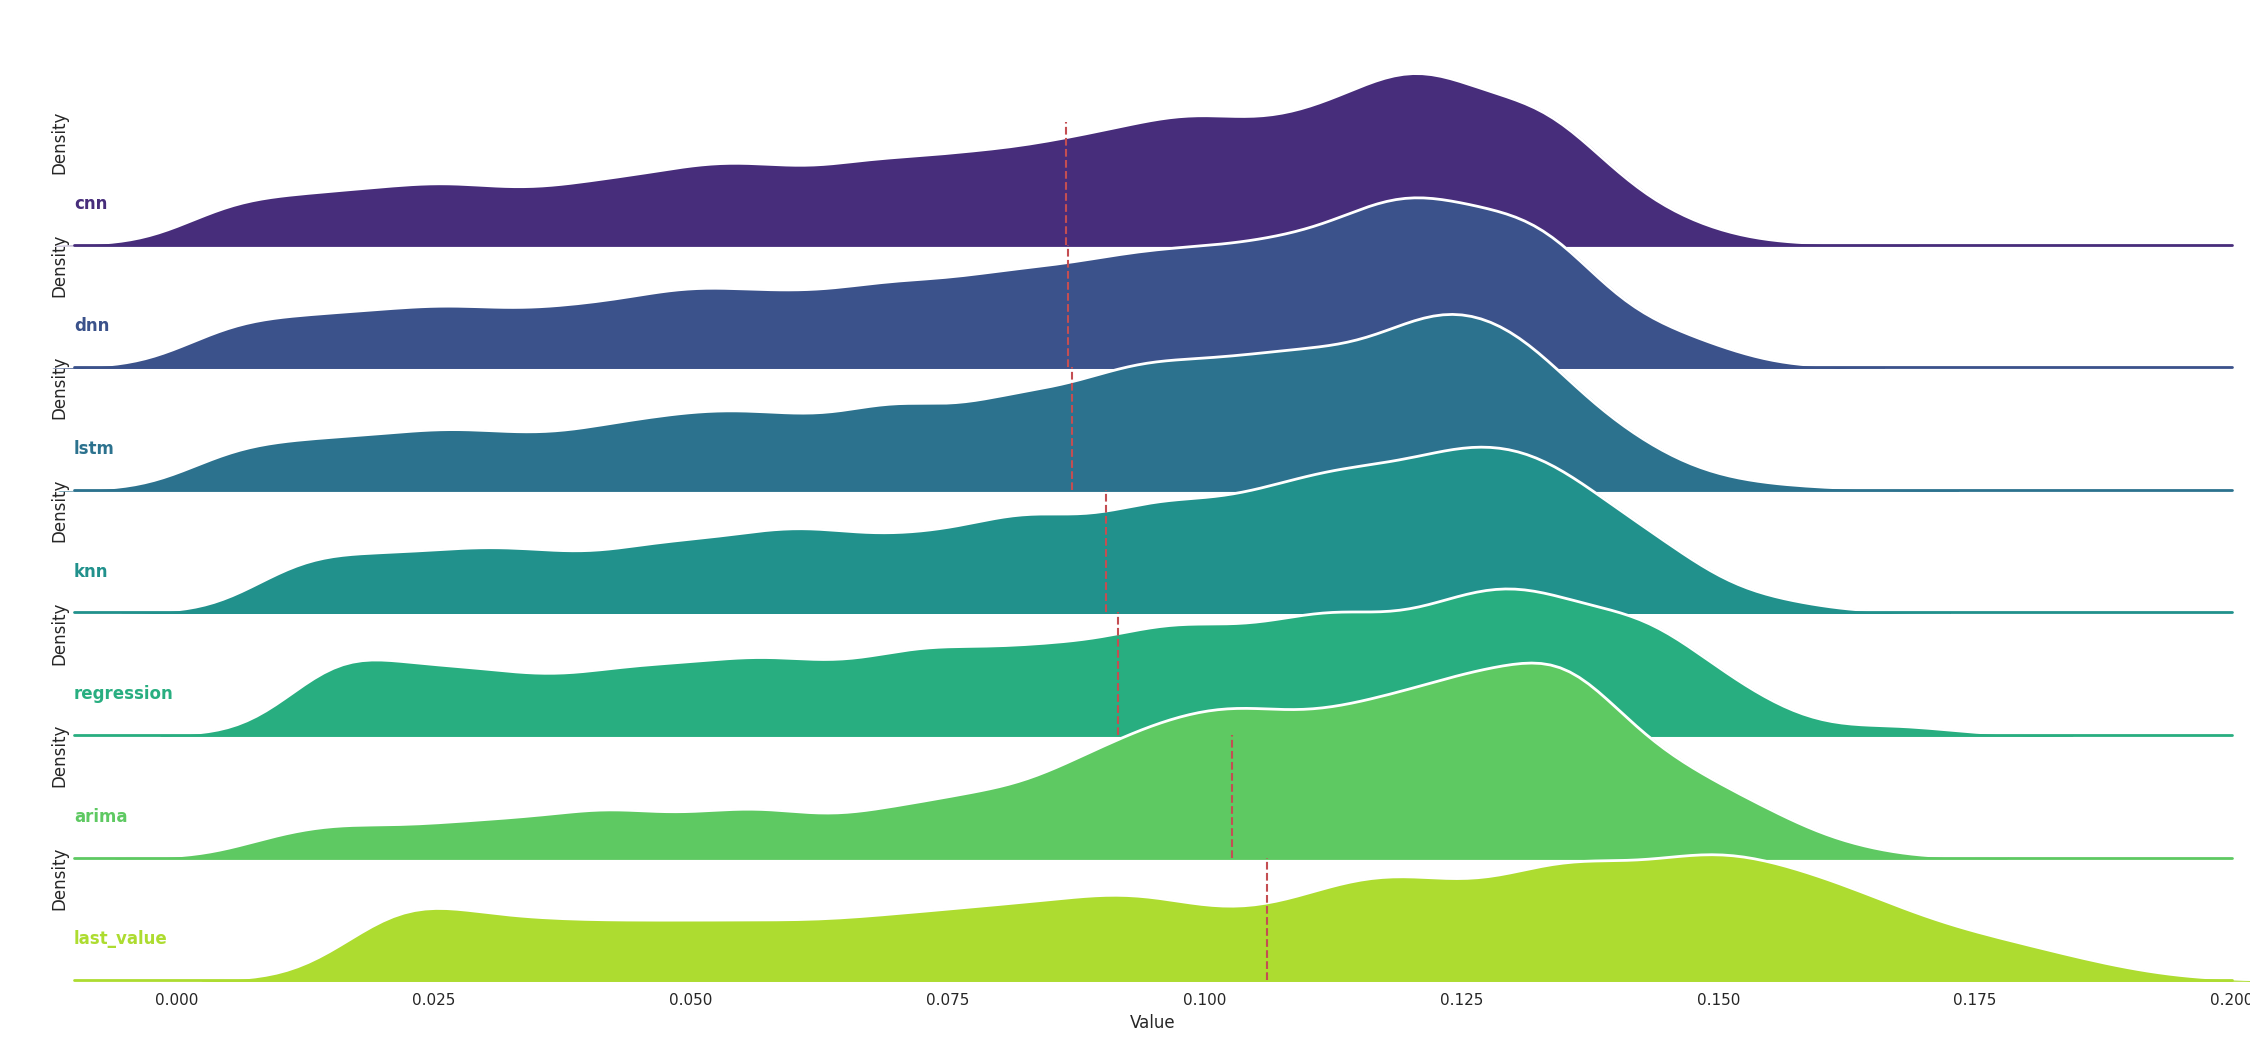 Density
cnn
Density
dnn
Density
lstm
Density
knn
Density
regression
Density
arima
Density
last_value
0.000 0.025 0.050 0.075 0.100 0.125 0.150 0.175 0.200
Value